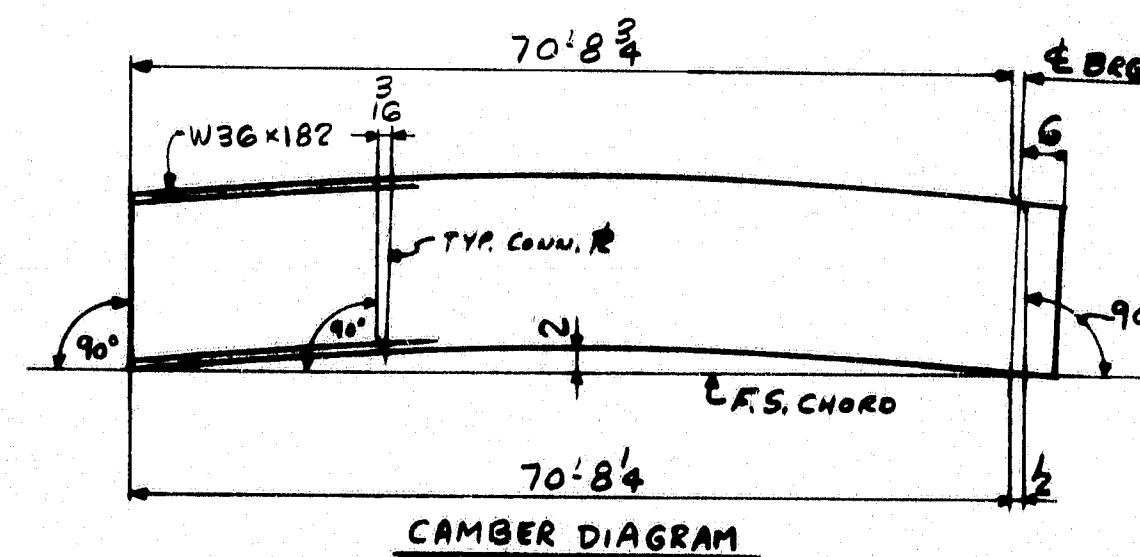 70'-8 3/4
℄ BRG
3/16
6
W36×182
TYP. CONN. ⅊
90°
90°
2
90
F.S. CHORD
70'-8 1/4
1/2
CAMBER DIAGRAM